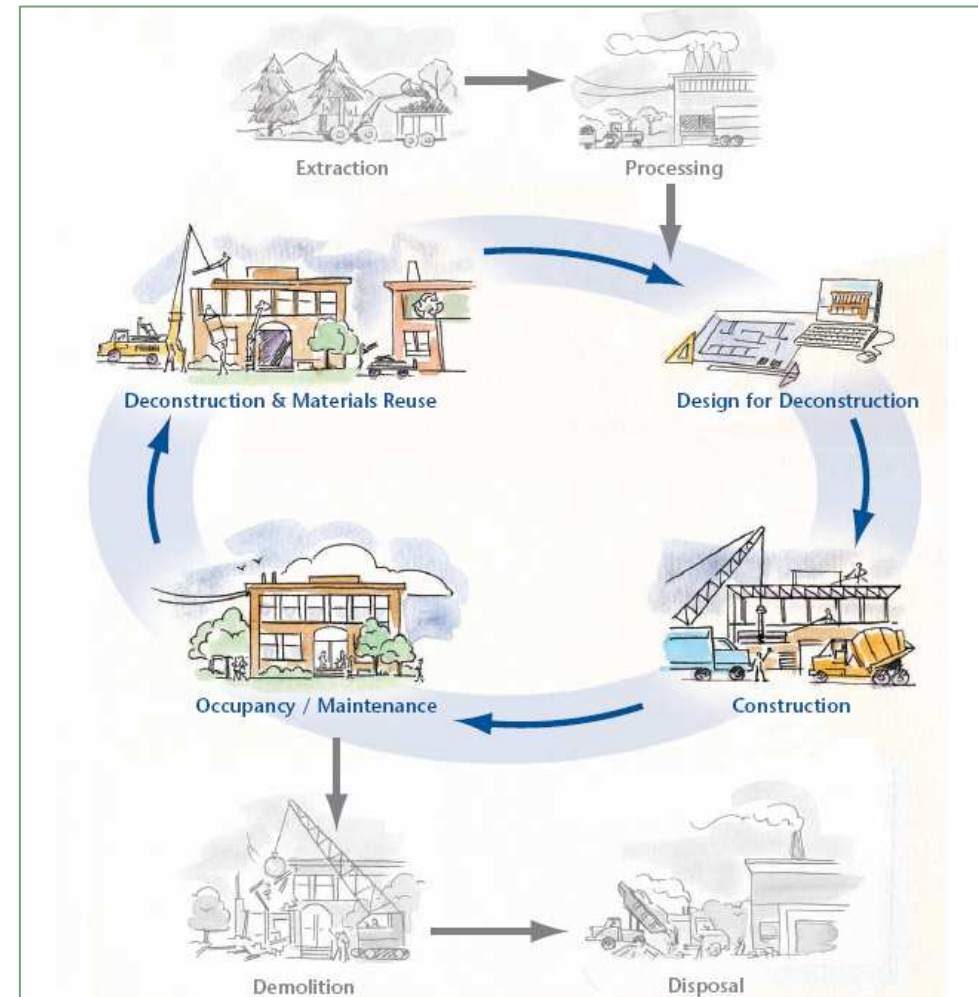 Extraction
Processing
Deconstruction & Materials Reuse
Design for Deconstruction
Occupancy / Maintenance
Construction
Demolition
Disposal